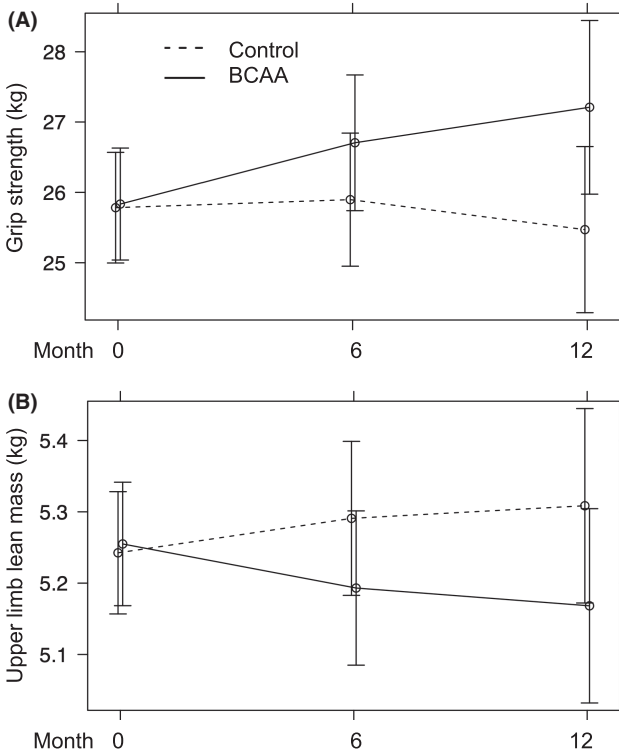 (A)
Control
BCAA
Grip strength (kg)
28
27
26
25
Month 0 6 12
(B)
Upper limb lean mass (kg)
5.4
5.3
5.2
5.1
Month 0 6 12